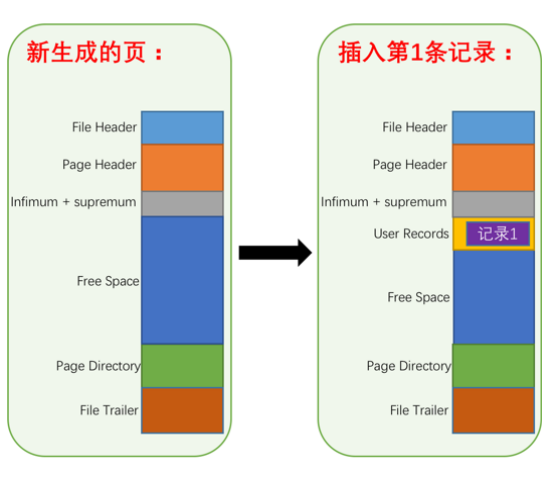 新生成的页：
File Header
Page Header
Infimum + supremum
Free Space
Page Directory
File Trailer
插入第1条记录：
File Header
Page Header
Infimum + supremum
User Records
记录1
Free Space
Page Directory
File Trailer